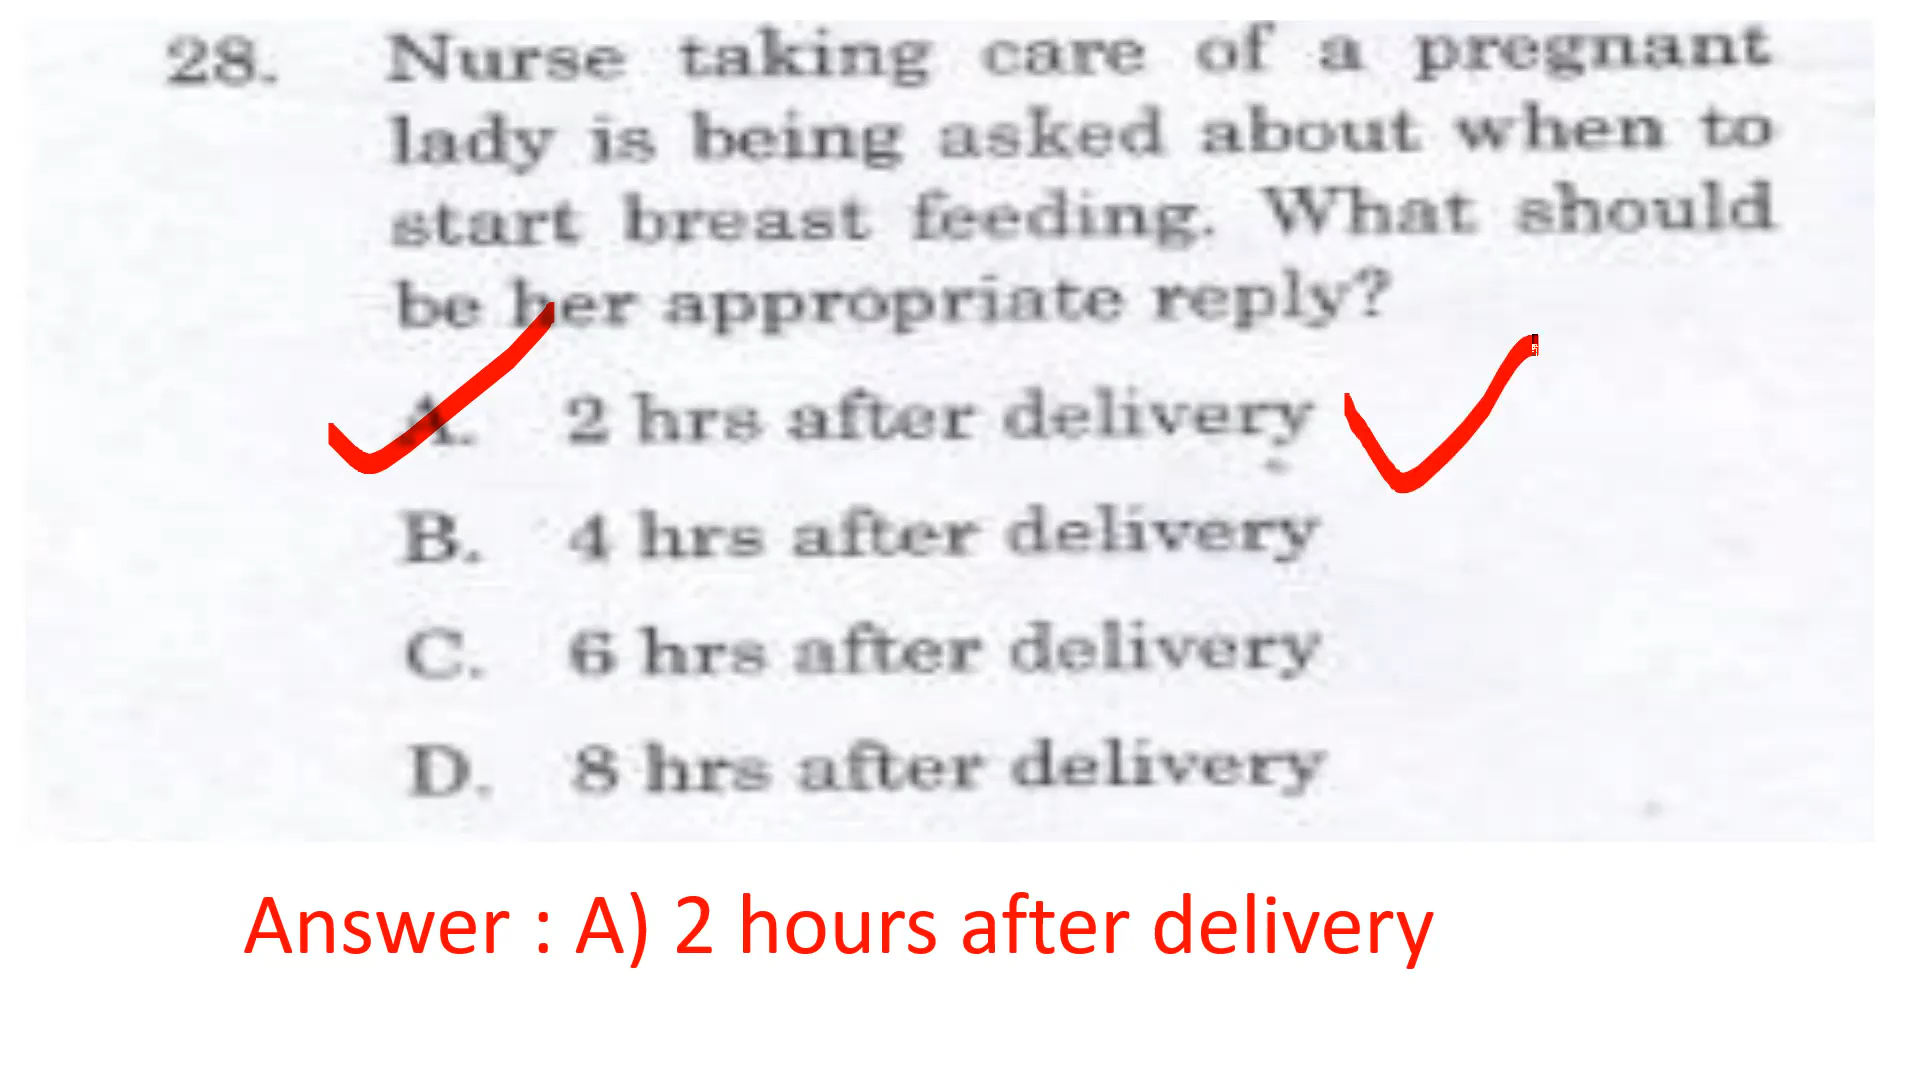 28. Nurse taking care of a pregnant
lady is being asked about when to
start breast feeding. What should
be her appropriate reply?
A. 2 hrs after delivery
B. 4 hrs after delivery
C. 6 hrs after delivery
D. 8 hrs after delivery
Answer : A) 2 hours after delivery